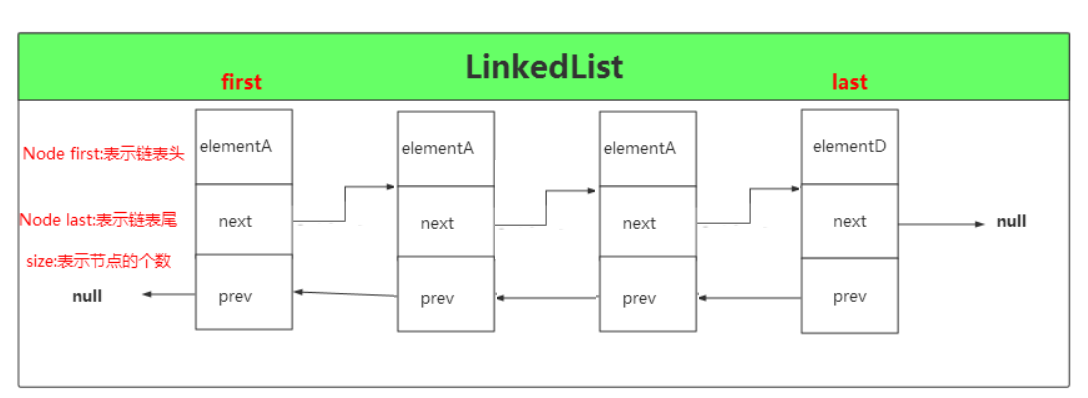 LinkedList
first
last
Node first:表示链表头
elementA
elementA
elementA
elementD
Node last:表示链表尾
next
next
next
next
null
size:表示节点的个数
null
prev
prev
prev
prev